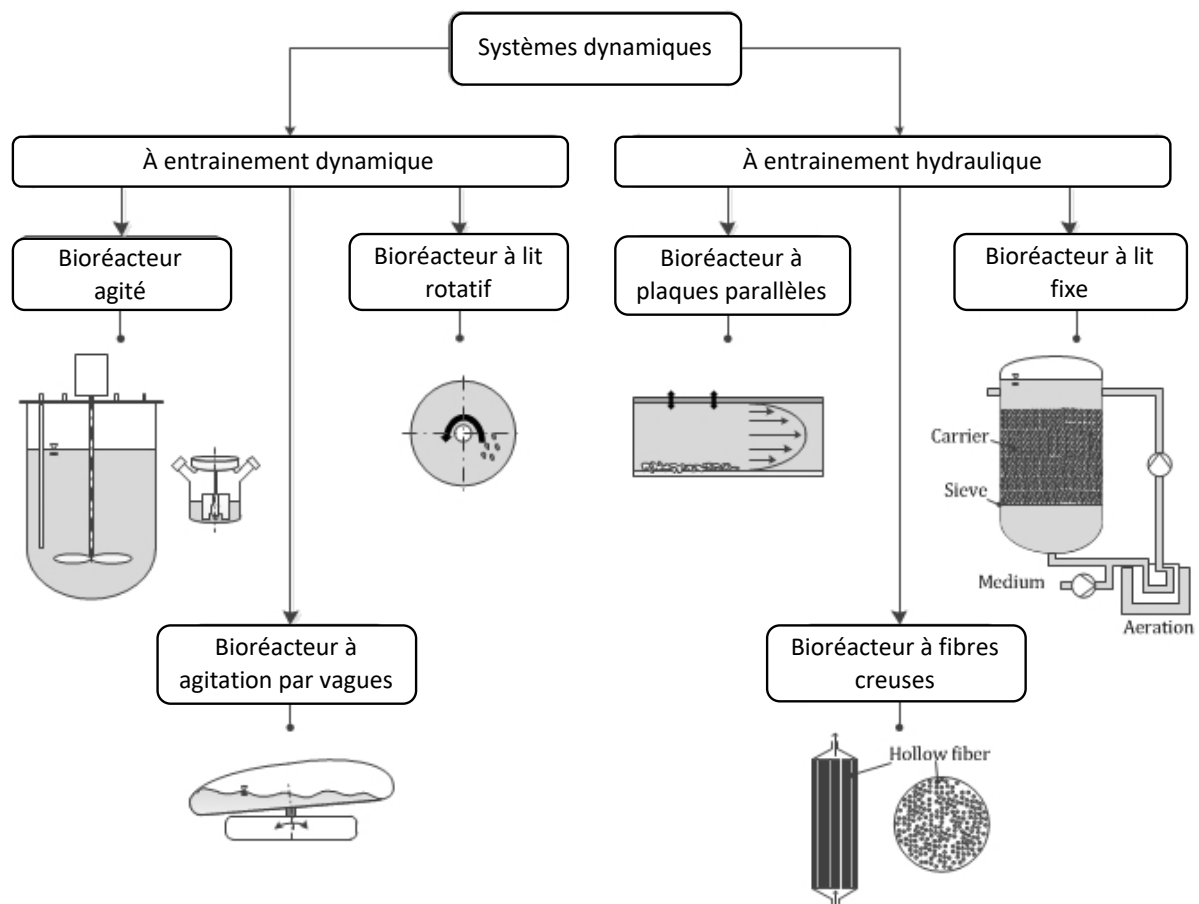 Systèmes dynamiques
À entrainement dynamique
À entrainement hydraulique
Bioréacteur
agité
Bioréacteur à lit
rotatif
Bioréacteur à
plaques parallèles
Bioréacteur à lit
fixe
Carrier
Sieve
Medium
Aeration
Bioréacteur à
agitation par vagues
Bioréacteur à fibres
creuses
Hollow fiber